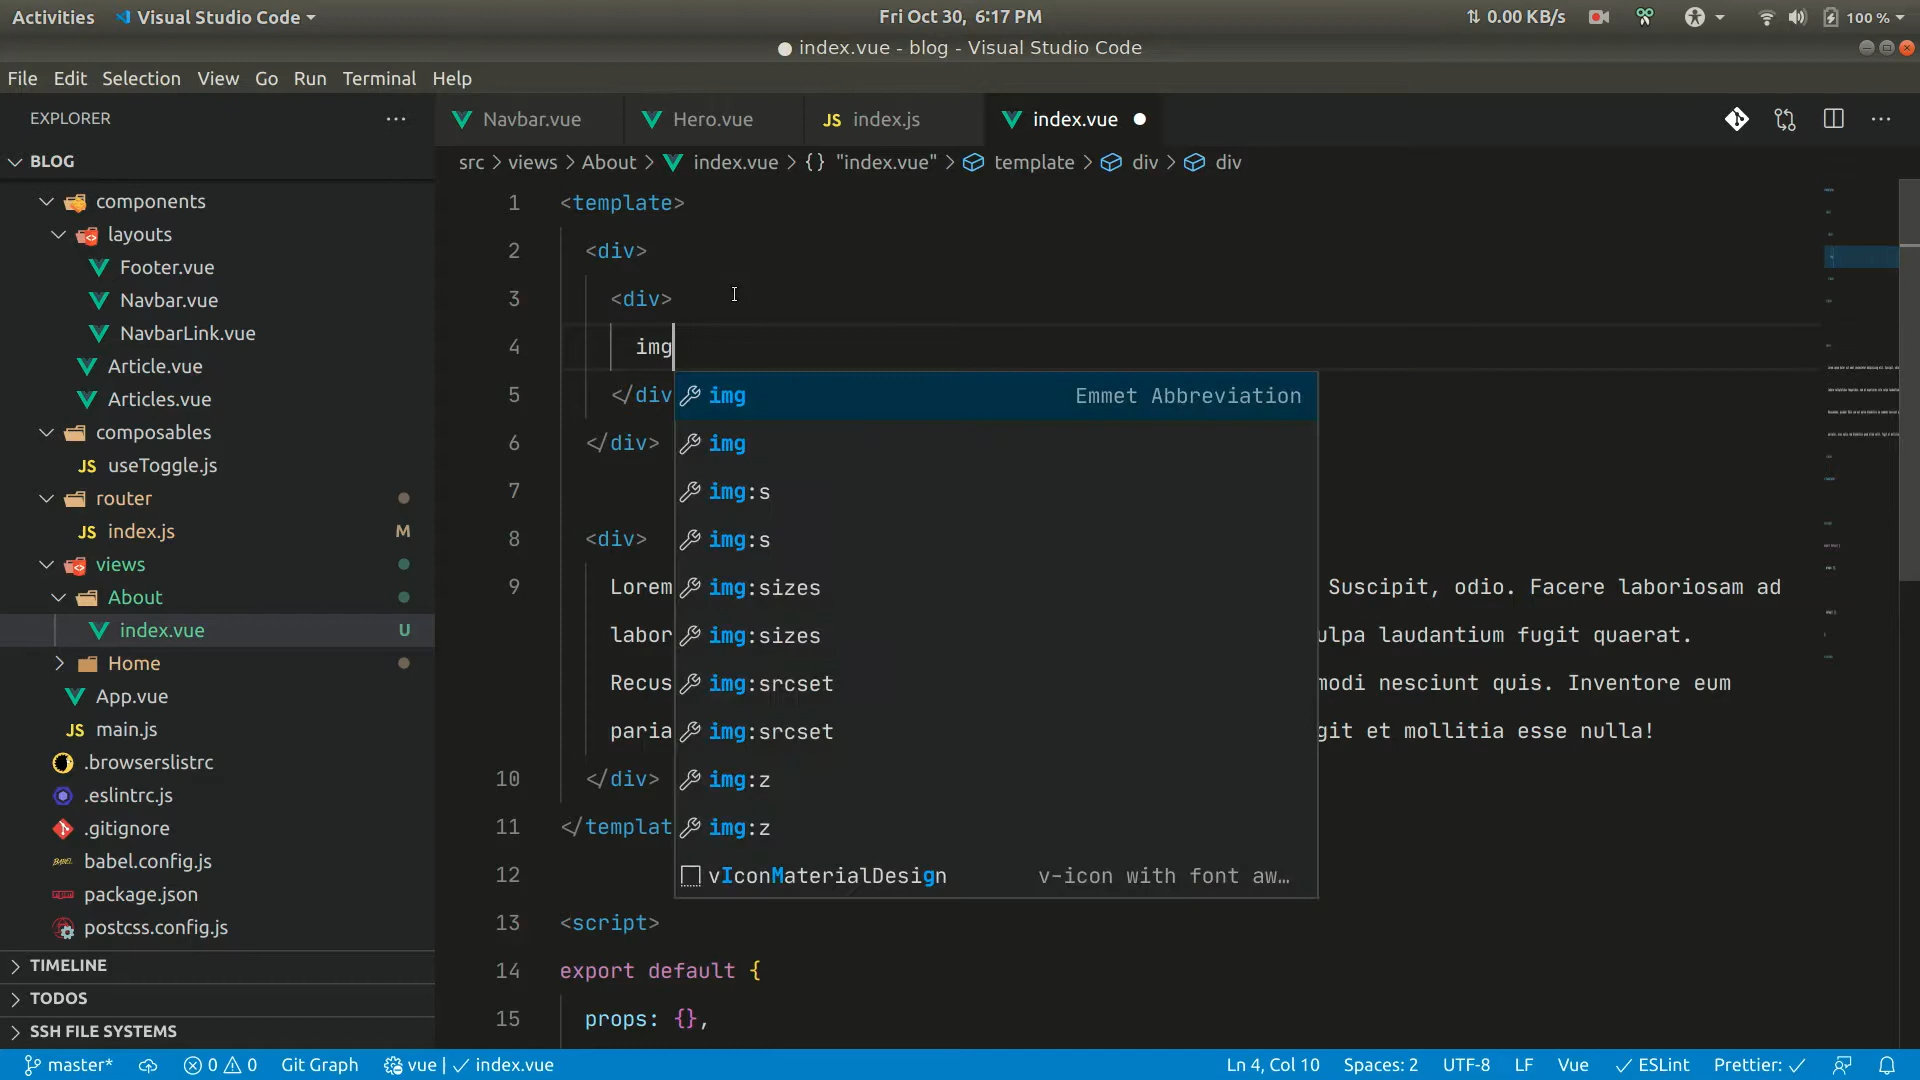 Activities Visual Studio Code Fri Oct 30, 6:17 PM 0.00 KB/s 100 %
index.vue - blog - Visual Studio Code
File Edit Selection View Go Run Terminal Help
EXPLORER
BLOG
components
layouts
Footer.vue
Navbar.vue
NavbarLink.vue
Article.vue
Articles.vue
composables
JS useToggle.js
router
JS index.js M
views
About
index.vue U
Home
App.vue
JS main.js
.browserslistrc
.eslintrc.js
.gitignore
babel.config.js
package.json
postcss.config.js
TIMELINE
TODOS
SSH FILE SYSTEMS
Navbar.vue Hero.vue JS index.js index.vue
src > views > About > index.vue > {} "index.vue" > template > div > div
1 <template>
2 <div>
3 <div>
4 img
5 </div
6 </div>
7
8 <div>
9 Lorem Suscipit, odio. Facere laboriosam ad
labor ulpa laudantium fugit quaerat.
Recus modi nesciunt quis. Inventore eum
paria git et mollitia esse nulla!
10 </div>
11 </templat
12
13 <script>
14 export default {
15 props: {},
img Emmet Abbreviation
img
img:s
img:s
img:sizes
img:sizes
img:srcset
img:srcset
img:z
img:z
vIconMaterialDesign v-icon with font aw…
master* 0 0 Git Graph vue | ✓ index.vue Ln 4, Col 10 Spaces: 2 UTF-8 LF Vue ✓ ESLint Prettier: ✓